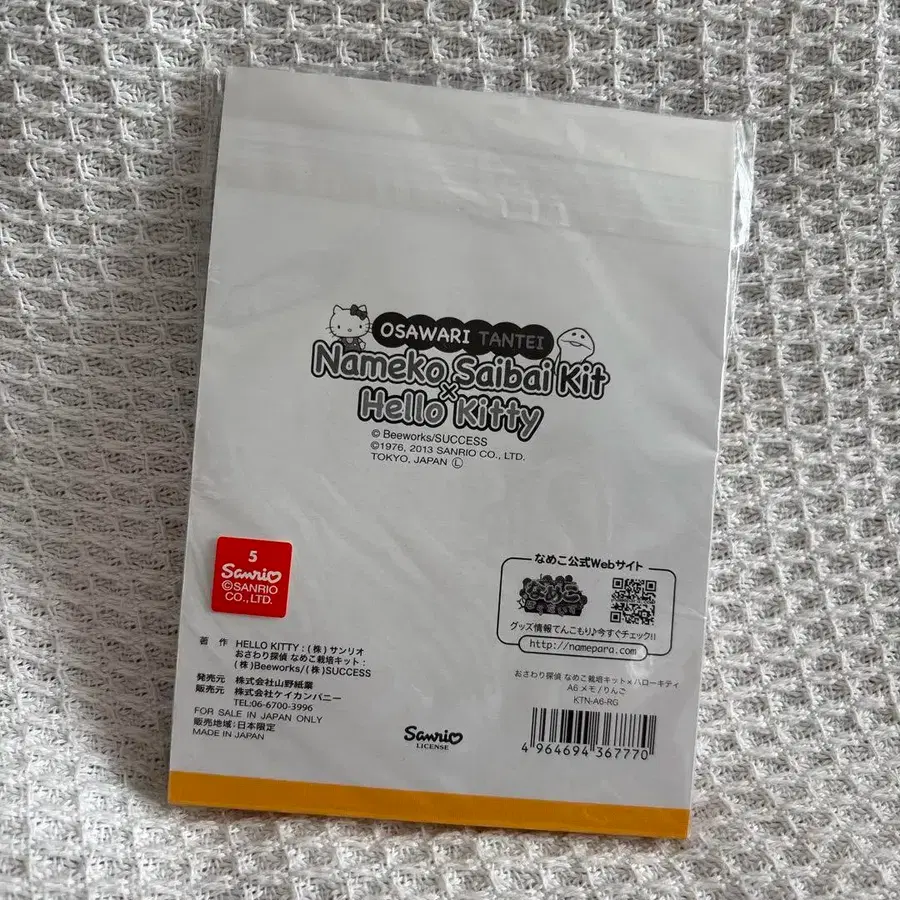 OSAWARI TANTEI
Nameko Saibai Kit
×
Hello Kitty
© Beeworks/SUCCESS
©1976, 2013 SANRIO CO., LTD.
TOKYO, JAPAN Ⓛ
5
Sanrio
©SANRIO
CO., LTD.
なめこ公式Webサイト
なめこ
グッズ情報てんこもり♪今すぐチェック!!
http://namepara.com
著 作 HELLO KITTY : (株)サンリオ
おさわり探偵 なめこ栽培キット :
(株)Beeworks/(株)SUCCESS
発売元 株式会社山野紙業
販売元 株式会社ケイカンパニー
TEL:06-6700-3996
FOR SALE IN JAPAN ONLY
販売地域:日本限定
MADE IN JAPAN
Sanrio
LICENSE
おさわり探偵 なめこ栽培キット×ハローキティ
A6メモ/りんご
KTN-A6-RG
4 964694 367770